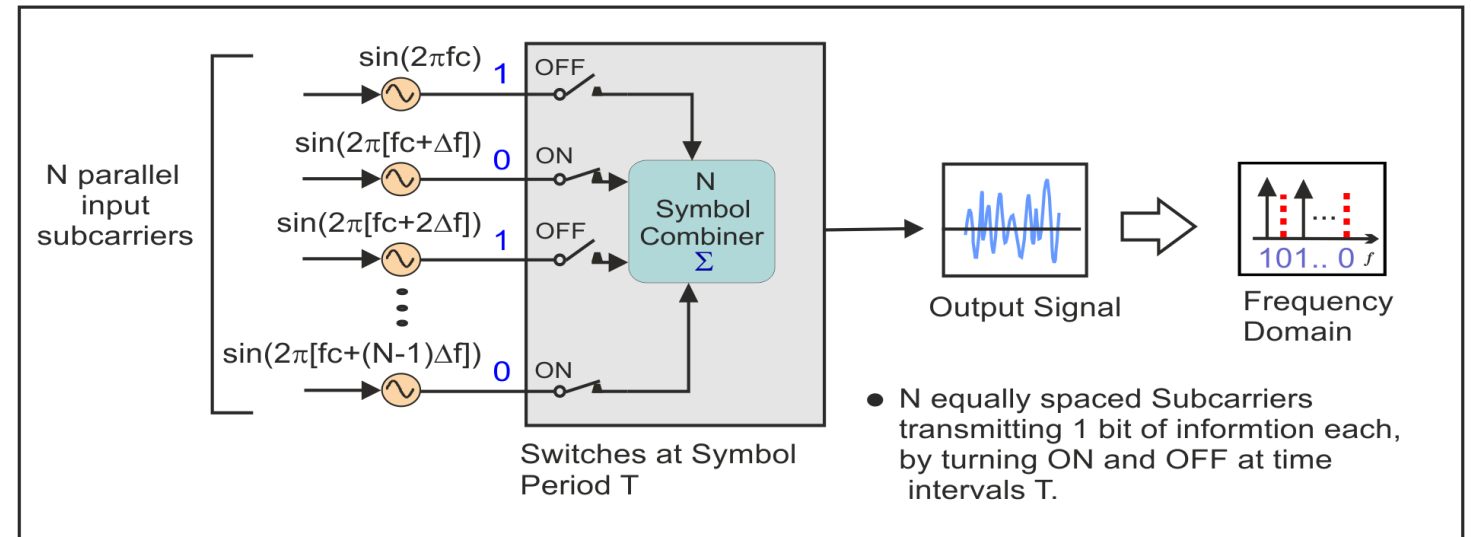 sin(2πfc)
1
OFF
sin(2π[fc+Δf])
0
ON
N parallel
input
subcarriers
sin(2π[fc+2Δf])
1
OFF
N
Symbol
Combiner
Σ
sin(2π[fc+(N-1)Δf])
0
ON
Switches at Symbol
Period T
Output Signal
...
101.. 0 f
Frequency
Domain
● N equally spaced Subcarriers
transmitting 1 bit of informtion each,
by turning ON and OFF at time
intervals T.